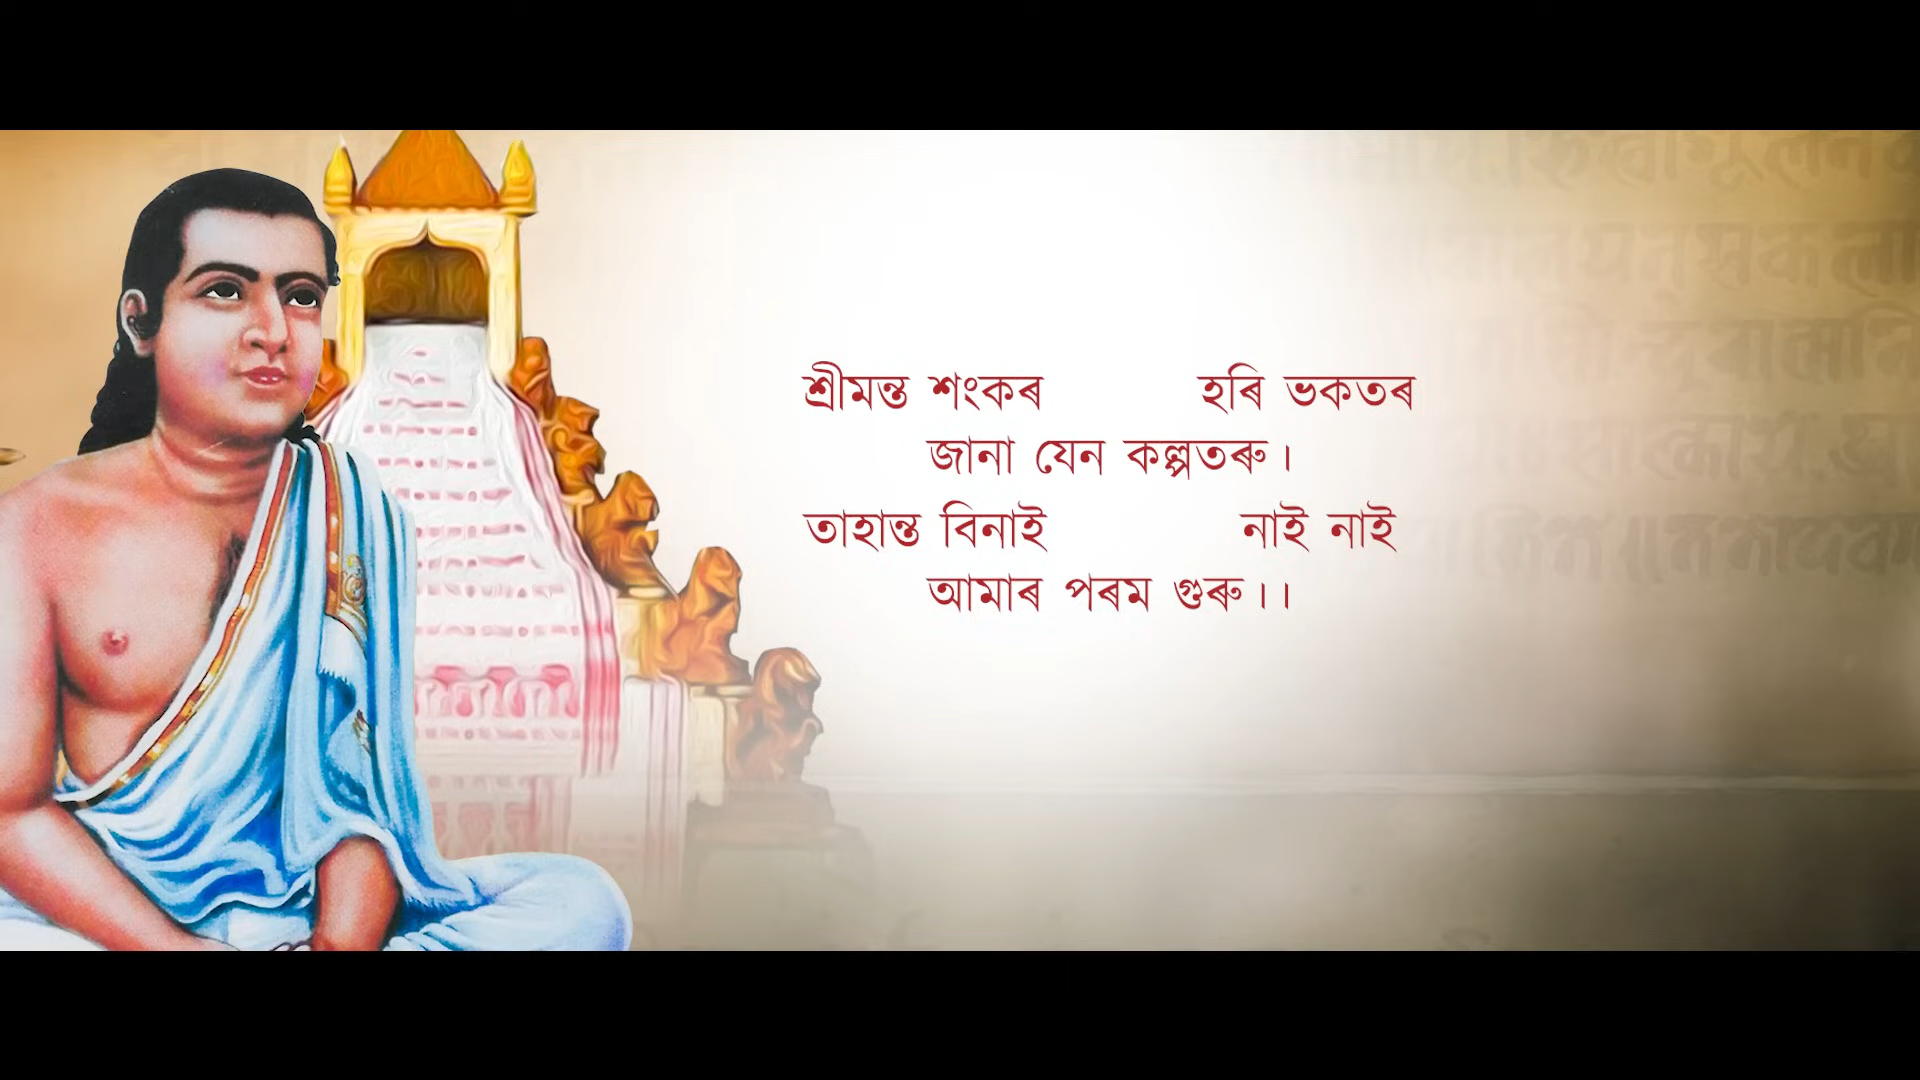 শ্ৰীমন্ত শংকৰ হৰি ভকতৰ
জানা যেন কল্পতৰু।
তাহান্ত বিনাই নাই নাই
আমাৰ পৰম গুৰু।।